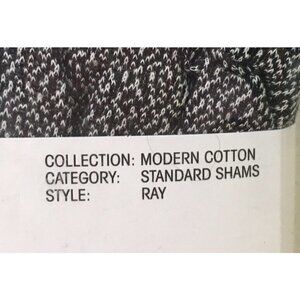 COLLECTION: MODERN COTTON
CATEGORY: STANDARD SHAMS
STYLE: RAY